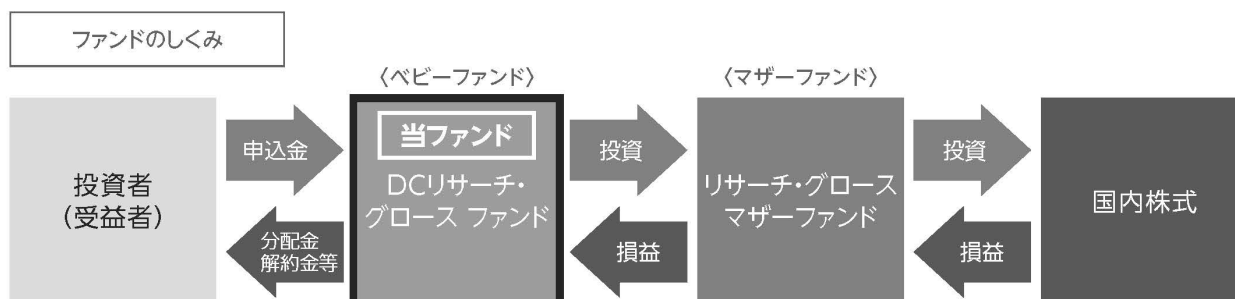 ファンドのしくみ
〈ベビーファンド〉
〈マザーファンド〉
投資者
（受益者）
申込金
分配金
解約金等
当ファンド
DCリサーチ・
グロース ファンド
投資
損益
リサーチ・グロース
マザーファンド
投資
損益
国内株式